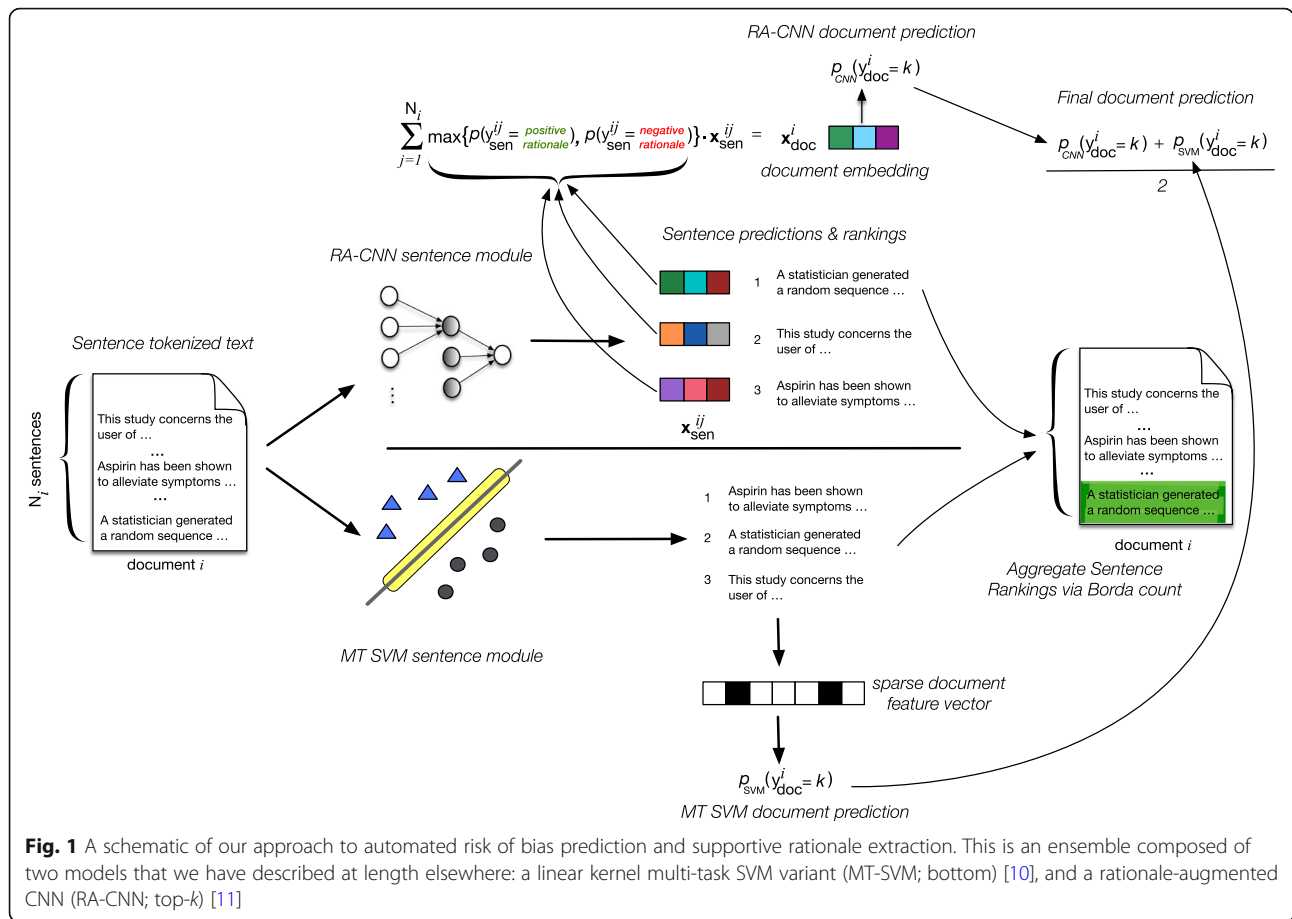 RA-CNN document prediction
p_CNN(y^i_doc = k)
Final document prediction
p_CNN(y^i_doc = k) + p_SVM(y^i_doc = k)
2
N_i
∑ max{p(y^ij_sen = positive rationale), p(y^ij_sen = negative rationale)} · x^ij_sen = x^i_doc
j=1
document embedding
Sentence predictions & rankings
RA-CNN sentence module
1 A statistician generated
a random sequence ...
2 This study concerns the
user of ...
3 Aspirin has been shown
to alleviate symptoms ...
x^ij_sen
⋮
Sentence tokenized text
N_i sentences
This study concerns the
user of ...
...
Aspirin has been shown
to alleviate symptoms ...
...
A statistician generated
a random sequence ...
document i
MT SVM sentence module
1 Aspirin has been shown
to alleviate symptoms ...
2 A statistician generated
a random sequence ...
3 This study concerns the
user of ...
sparse document
feature vector
p_SVM(y^i_doc = k)
MT SVM document prediction
This study concerns the
user of ...
...
Aspirin has been shown
to alleviate symptoms ...
...
A statistician generated
a random sequence ...
document i
Aggregate Sentence
Rankings via Borda count
Fig. 1 A schematic of our approach to automated risk of bias prediction and supportive rationale extraction. This is an ensemble composed of
two models that we have described at length elsewhere: a linear kernel multi-task SVM variant (MT-SVM; bottom) [10], and a rationale-augmented
CNN (RA-CNN; top-k) [11]